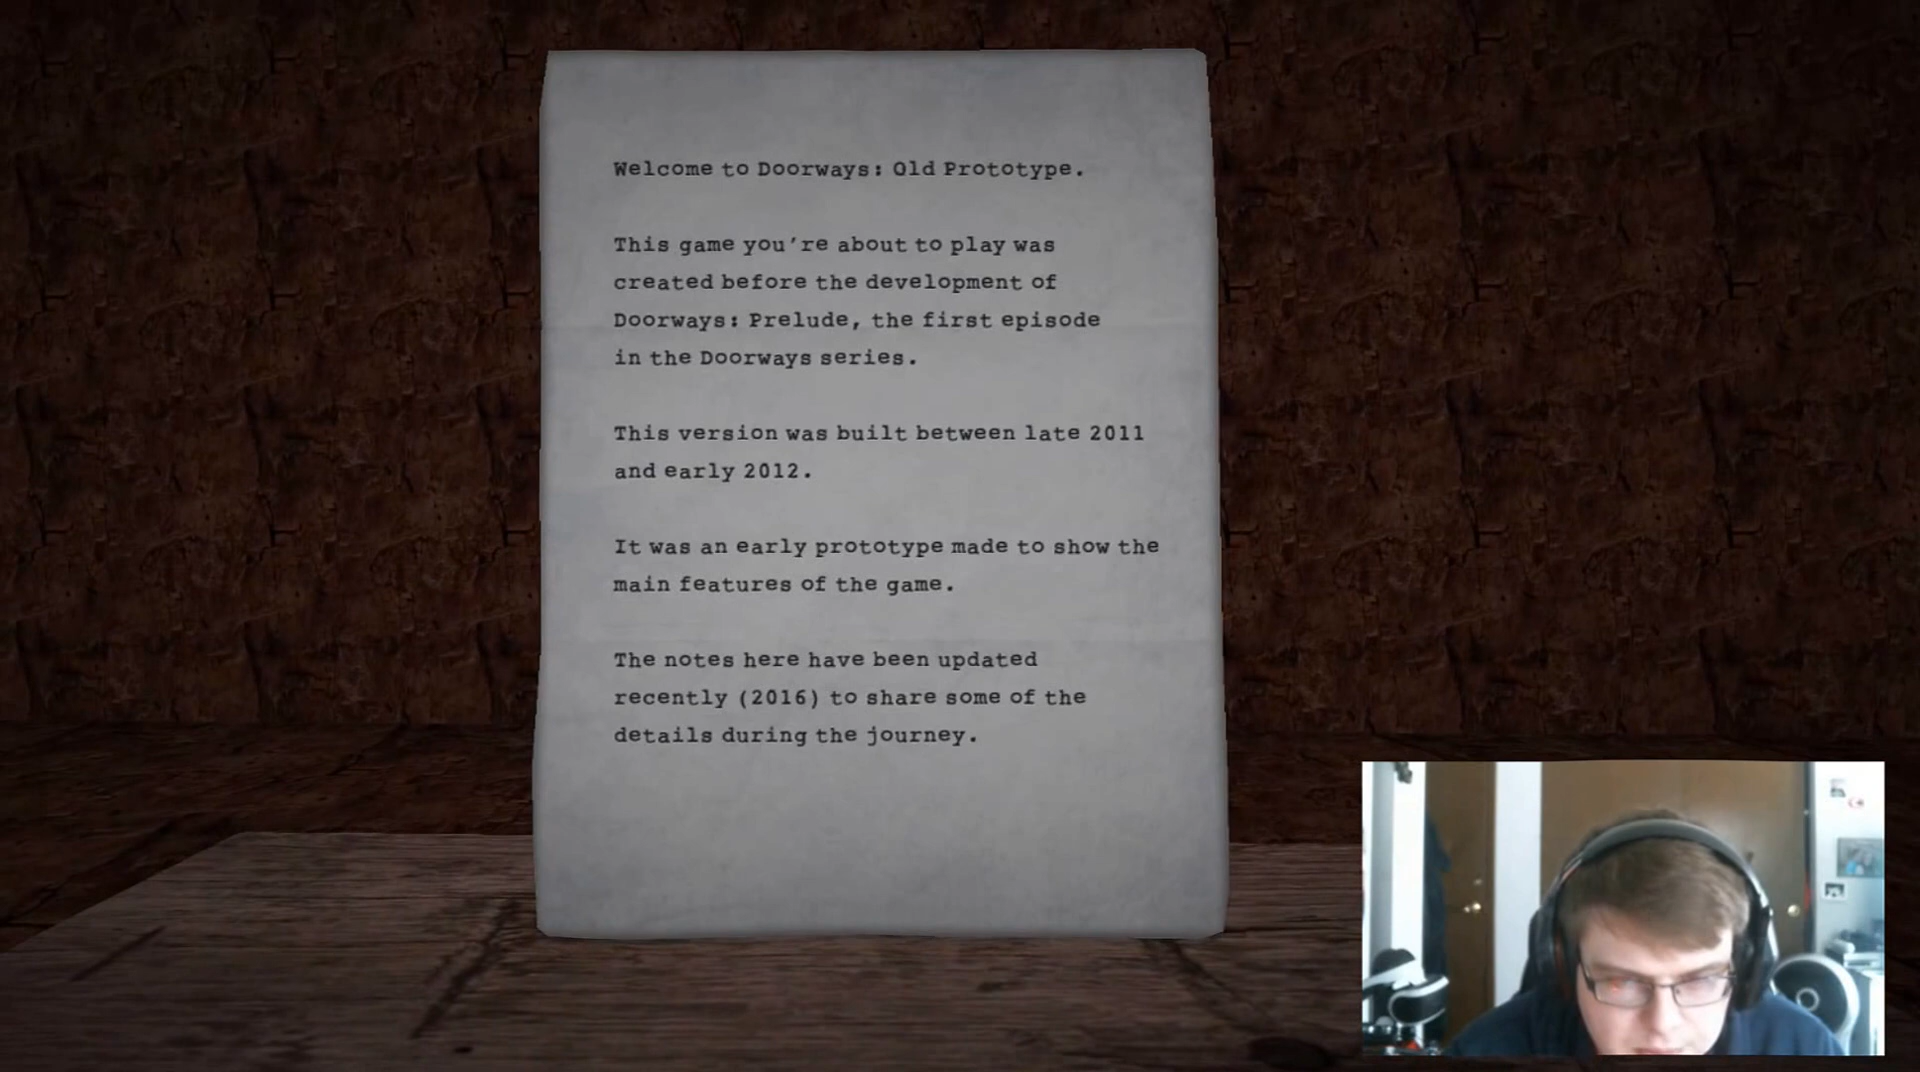 Welcome to Doorways: Old Prototype.
This game you're about to play was
created before the development of
Doorways: Prelude, the first episode
in the Doorways series.
This version was built between late 2011
and early 2012.
It was an early prototype made to show the
main features of the game.
The notes here have been updated
recently (2016) to share some of the
details during the journey.